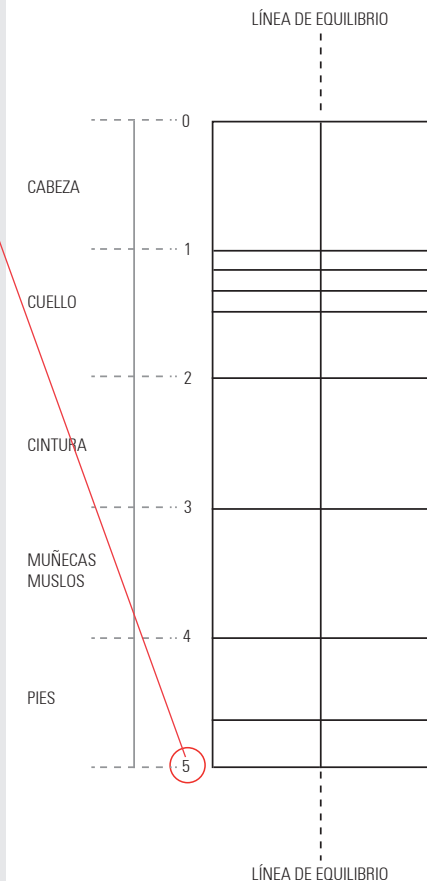 LÍNEA DE EQUILIBRIO
0
CABEZA
1
CUELLO
2
CINTURA
3
MUÑECAS
MUSLOS
4
PIES
5
LÍNEA DE EQUILIBRIO